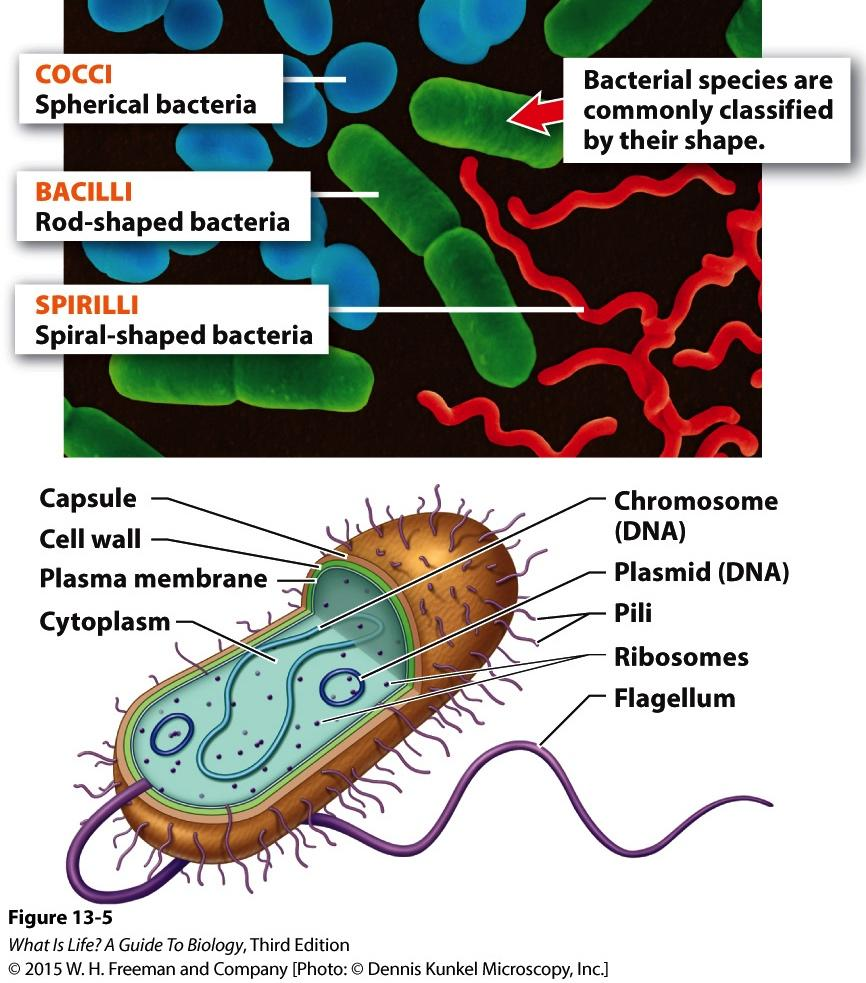 COCCI
Spherical bacteria
Bacterial species are
commonly classified
by their shape.
BACILLI
Rod-shaped bacteria
SPIRILLI
Spiral-shaped bacteria
Capsule
Cell wall
Plasma membrane
Cytoplasm
Chromosome
(DNA)
Plasmid (DNA)
Pili
Ribosomes
Flagellum
Figure 13-5
What Is Life? A Guide To Biology, Third Edition
© 2015 W. H. Freeman and Company [Photo: © Dennis Kunkel Microscopy, Inc.]